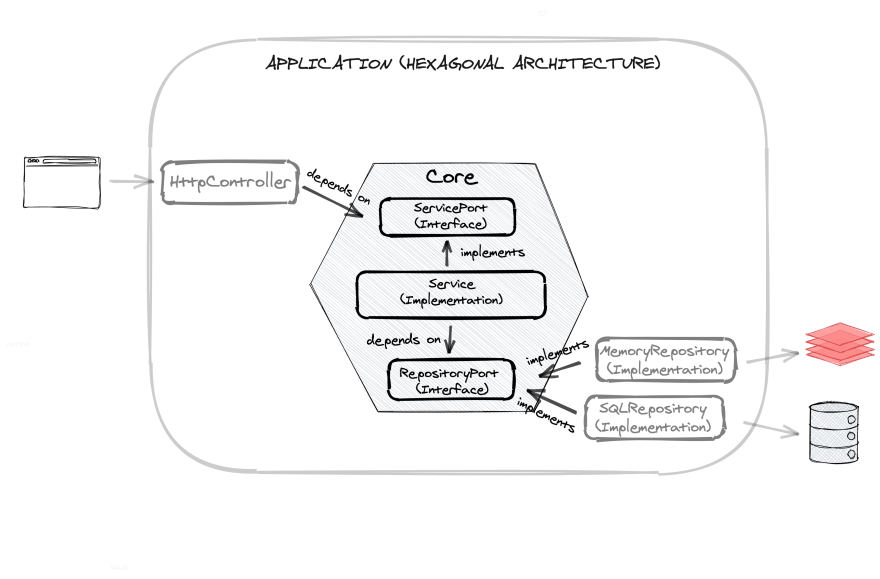 APPLICATION (HEXAGONAL ARCHITECTURE)
HttpController
depends on
Core
ServicePort
(Interface)
implements
Service
(Implementation)
depends on
RepositoryPort
(Interface)
implements
MemoryRepository
(Implementation)
implements
SQLRepository
(Implementation)